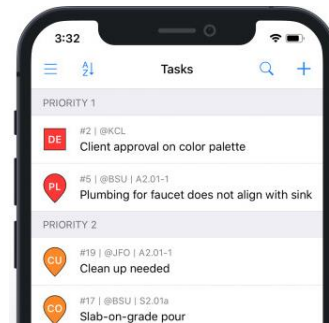 3:32
A
Z
Tasks
PRIORITY 1
#2 | @KCL
DE
Client approval on color palette
#5 | @BSU | A2.01-1
PL
Plumbing for faucet does not align with sink
PRIORITY 2
#19 | @JFO | A2.01-1
CU
Clean up needed
#17 | @BSU | S2.01a
CO
Slab-on-grade pour